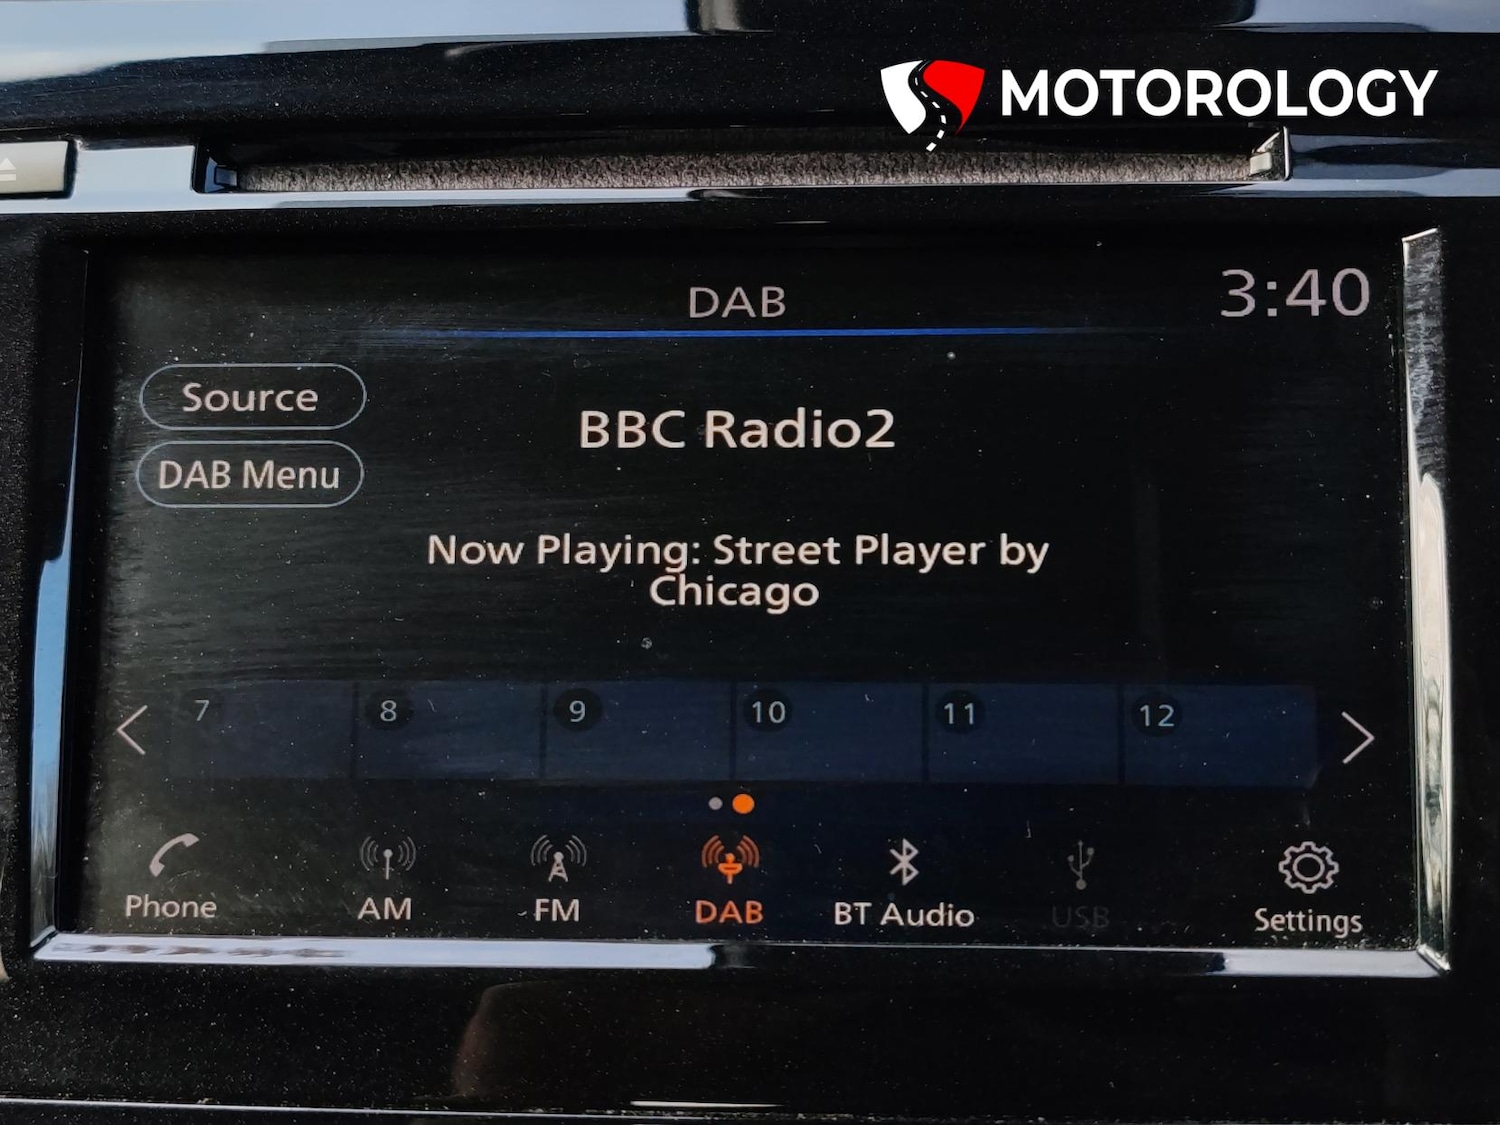 MOTOROLOGY
DAB
3:40
Source
BBC Radio2
DAB Menu
Now Playing: Street Player by
Chicago
7 8 9 10 11 12
Phone AM FM DAB BT Audio USB Settings